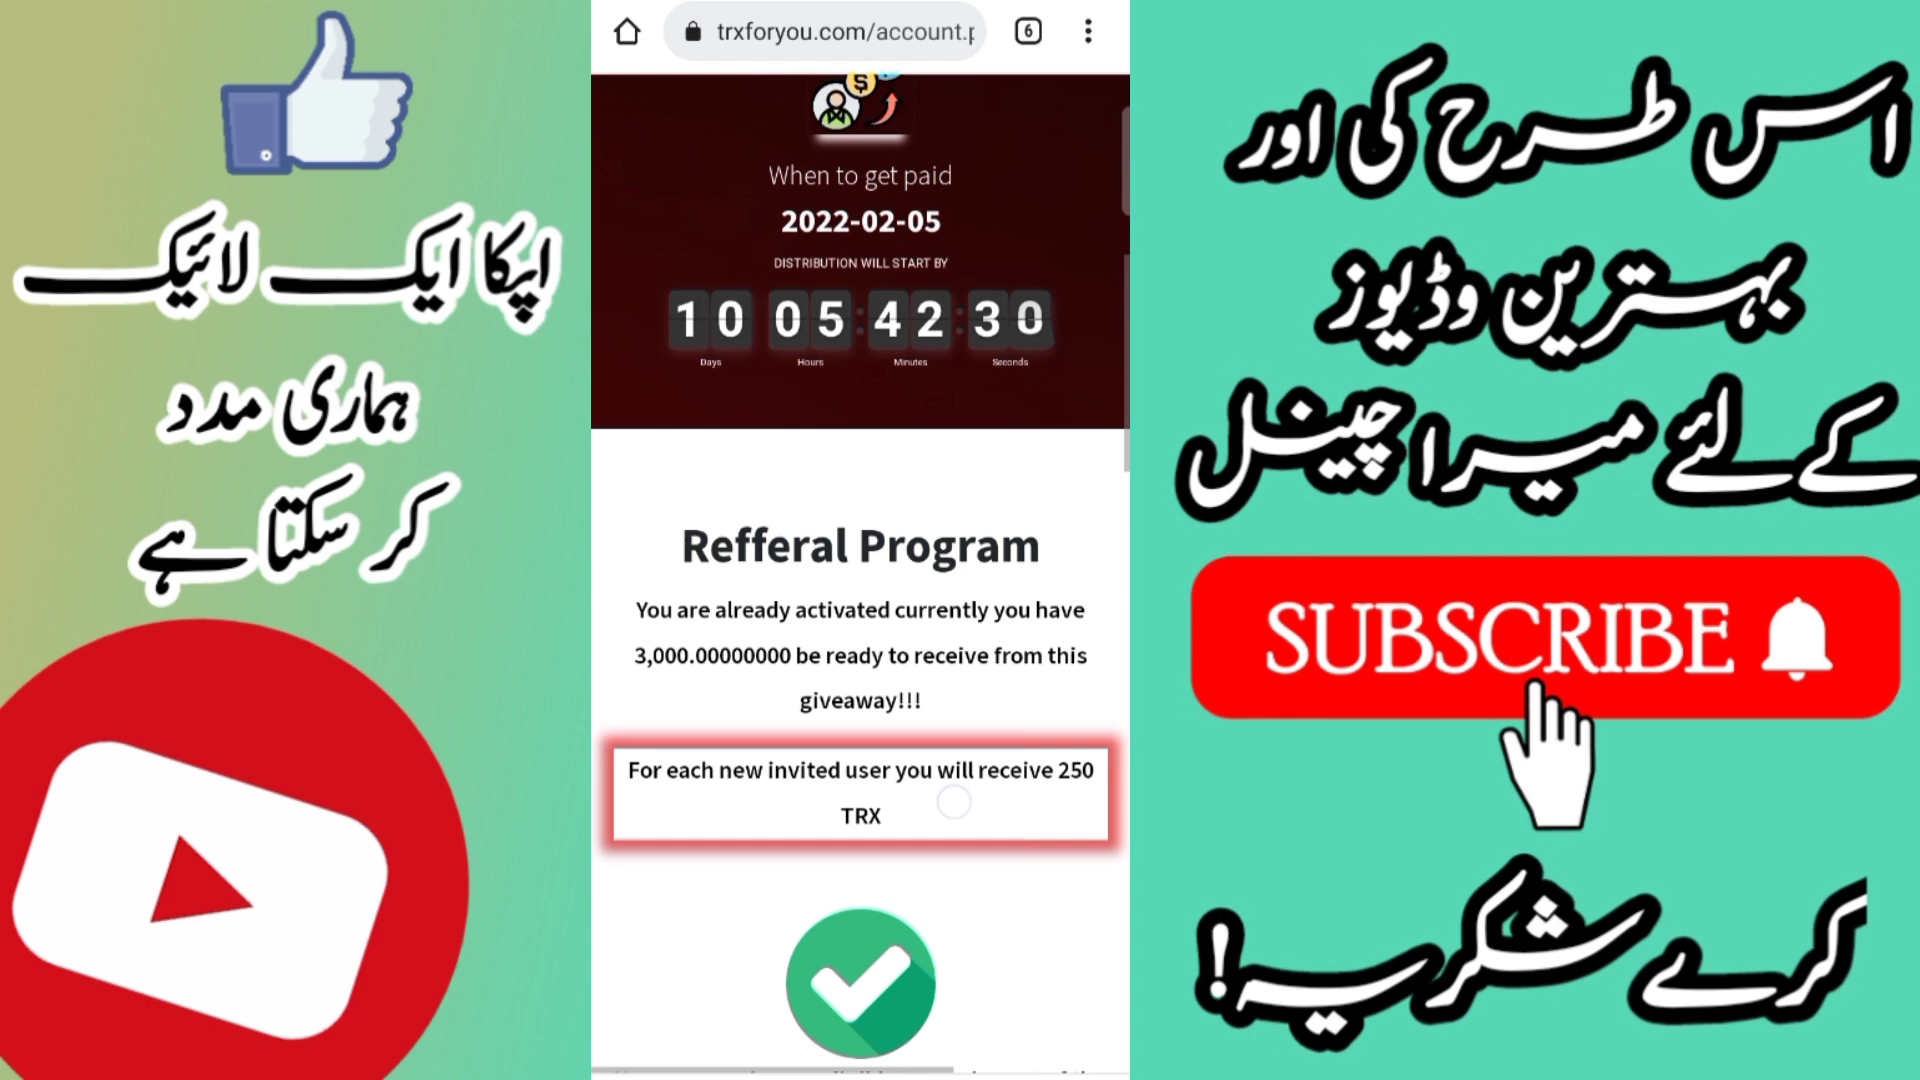 اپکا ایک لائیک
ہماری مدد
کر سکتا ہے
6
trxforyou.com/account.p
When to get paid
2022-02-05
DISTRIBUTION WILL START BY
10 05:42:30
Days Hours Minutes Seconds
Refferal Program
You are already activated currently you have
3,000.00000000 be ready to receive from this
giveaway!!!
For each new invited user you will receive 250
TRX
اس طرح کی اور
بہترین وڈیوز
کے لئے میرا چینل
SUBSCRIBE
کرے شکریہ!